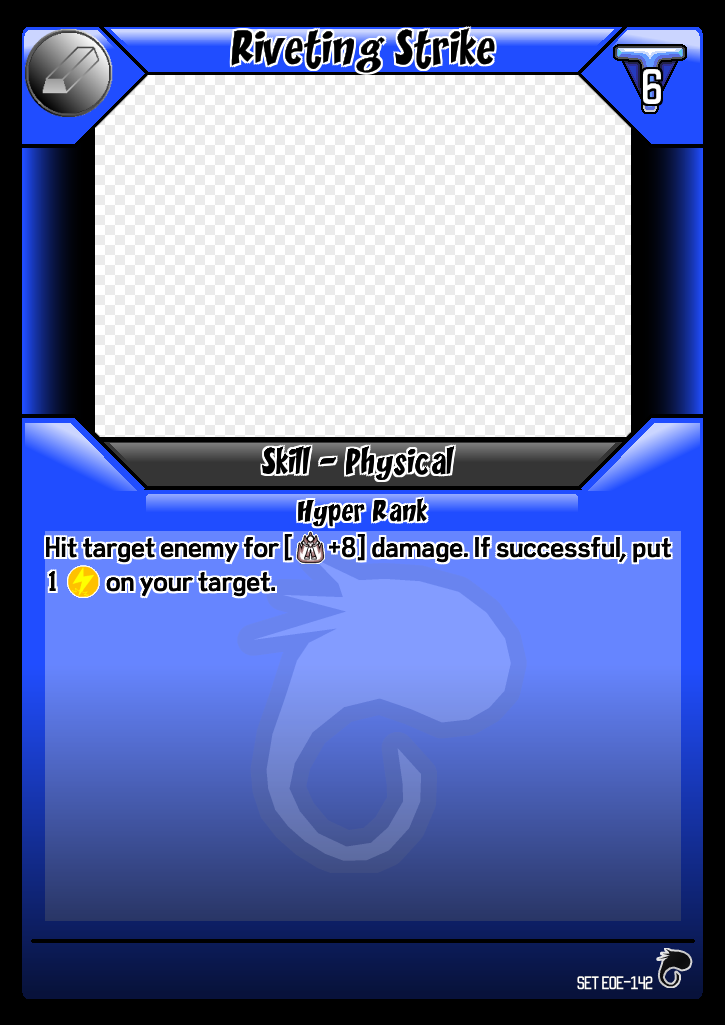 Riveting Strike
6
Skill - Physical
Hyper Rank
Hit target enemy for [ +8] damage. If successful, put
1 on your target.
SET EOE-142